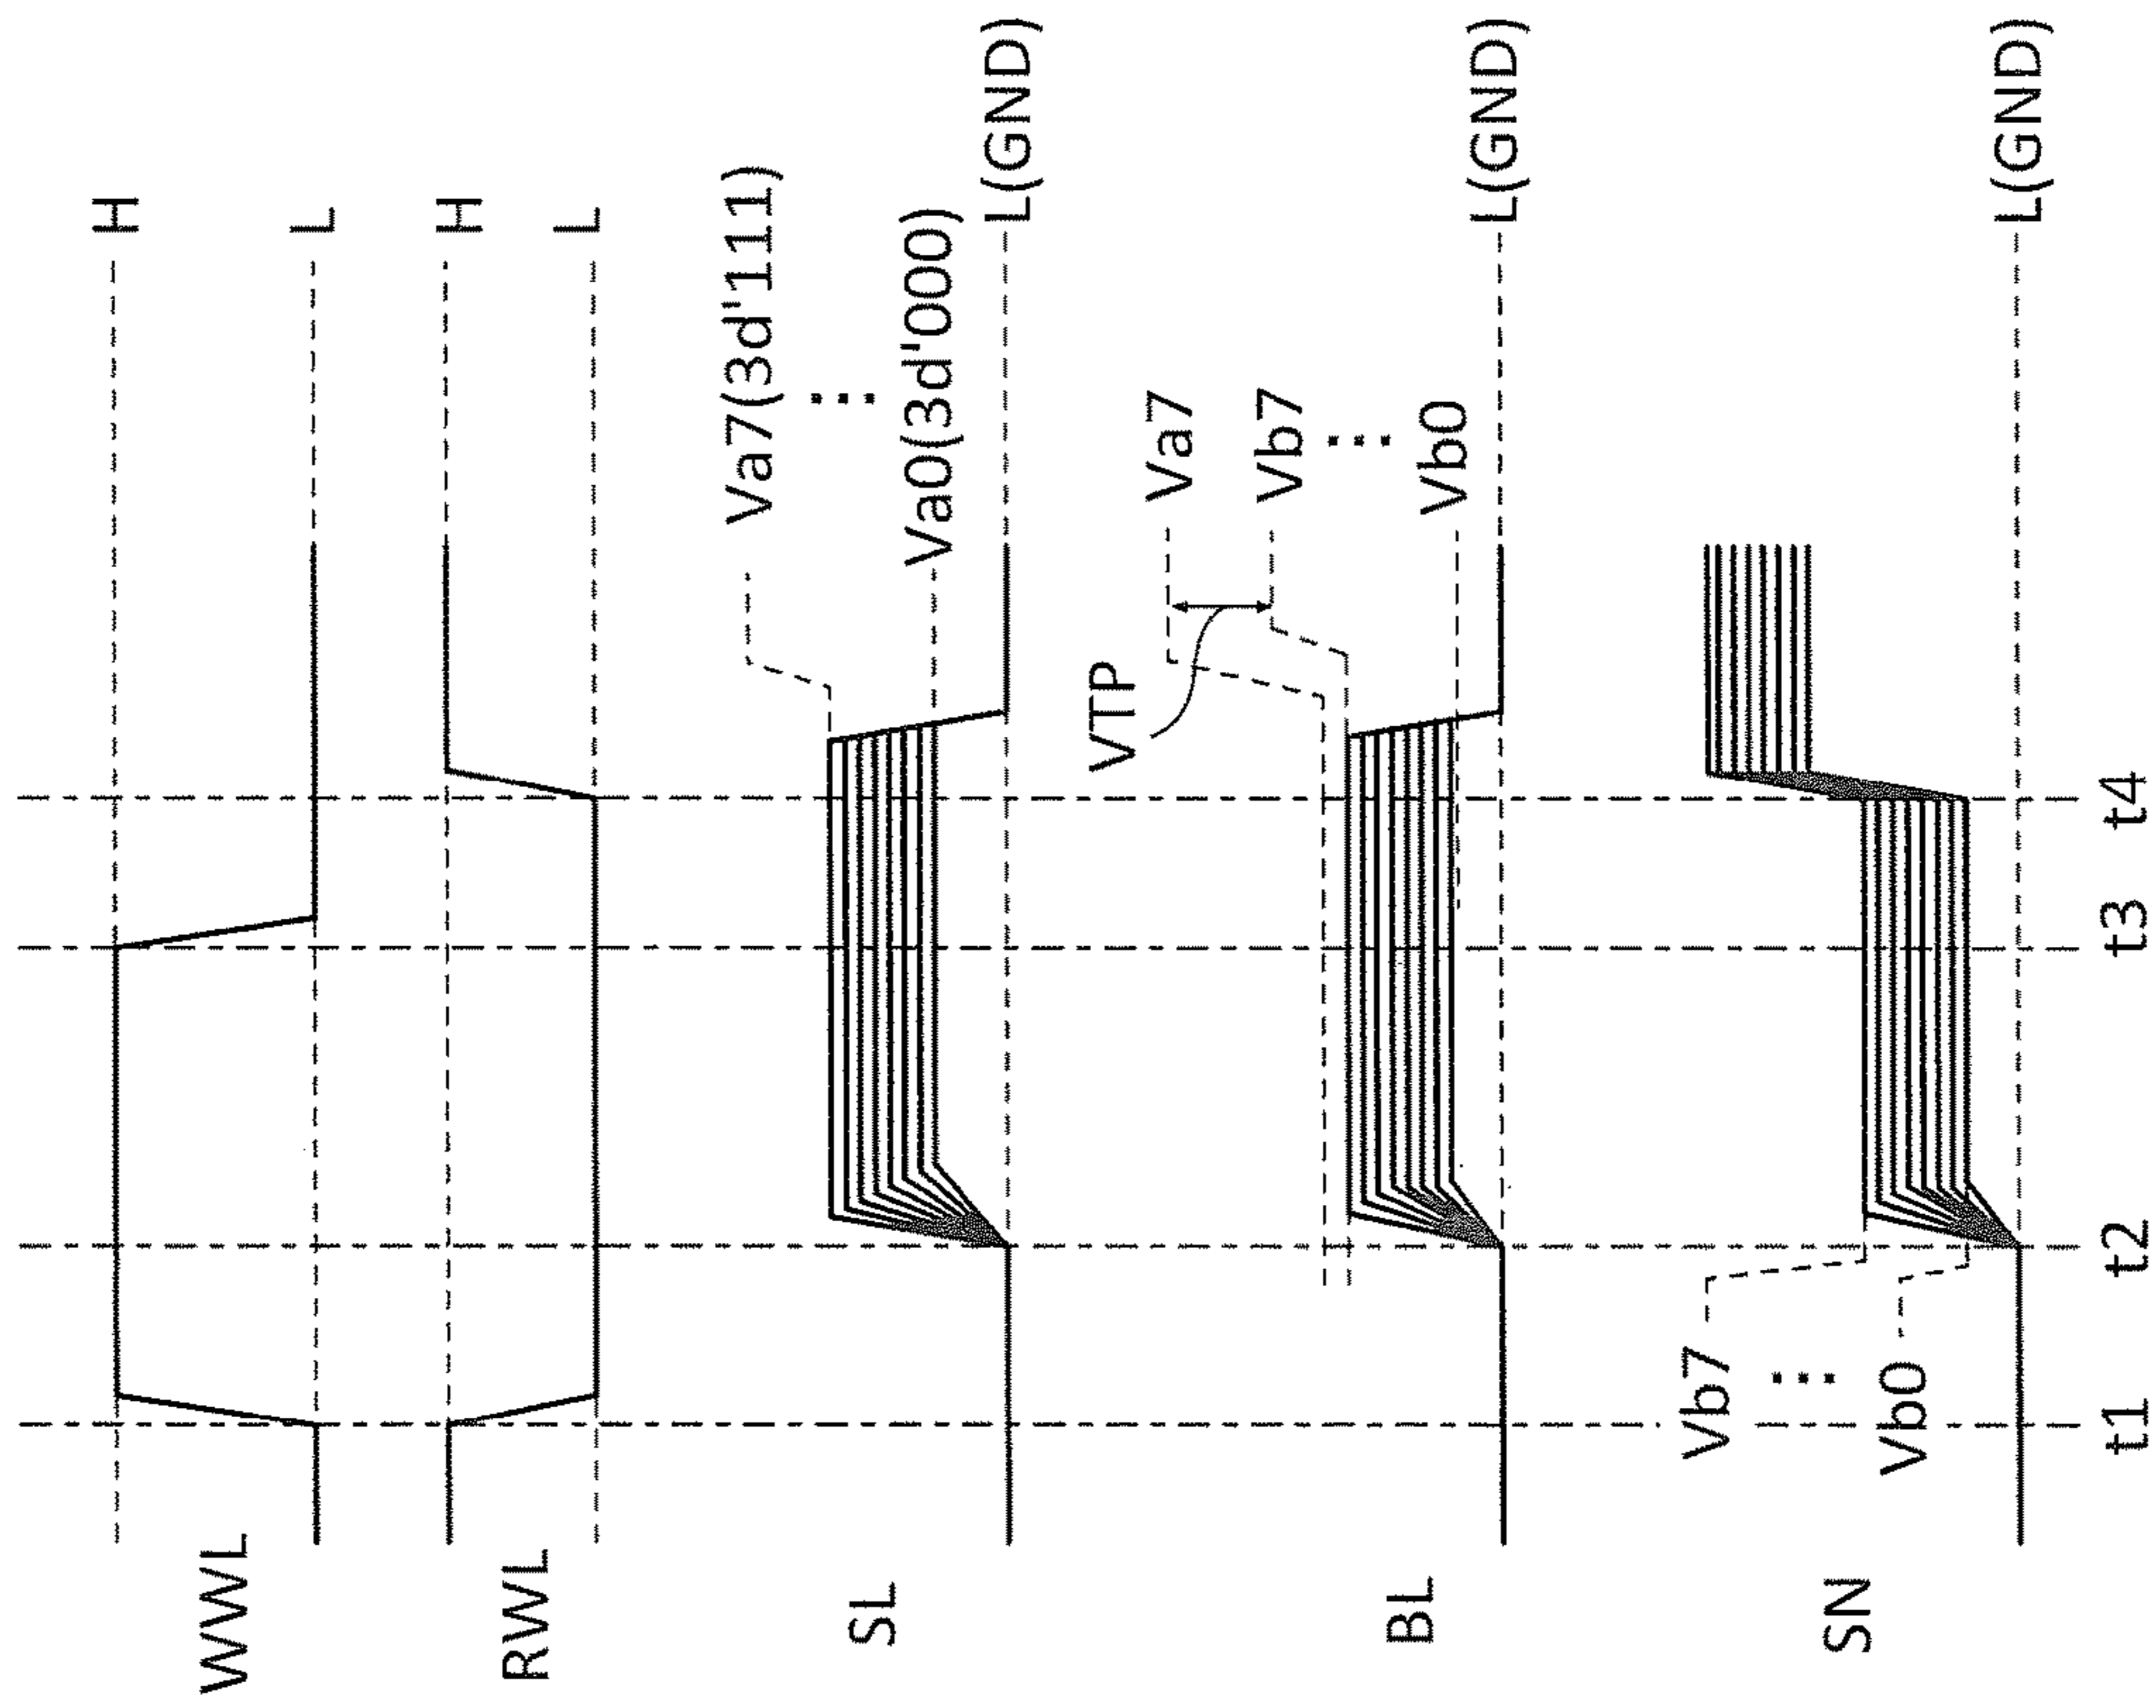 WWL
H
L
RWL
H
L
SL
Va7(3d'111)
⋮
Va0(3d'000)
L(GND)
BL
VTP
Va7
Vb7
⋮
Vb0
L(GND)
SN
Vb7
⋮
Vb0
L(GND)
t1 t2 t3 t4